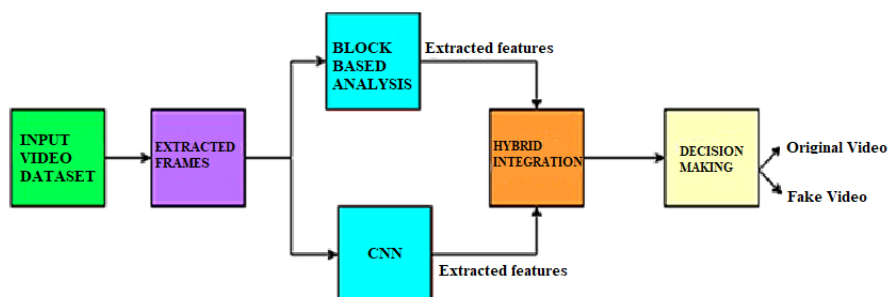 INPUT
VIDEO
DATASET
EXTRACTED
FRAMES
BLOCK
BASED
ANALYSIS
Extracted features
CNN
Extracted features
HYBRID
INTEGRATION
DECISION
MAKING
Original Video
Fake Video